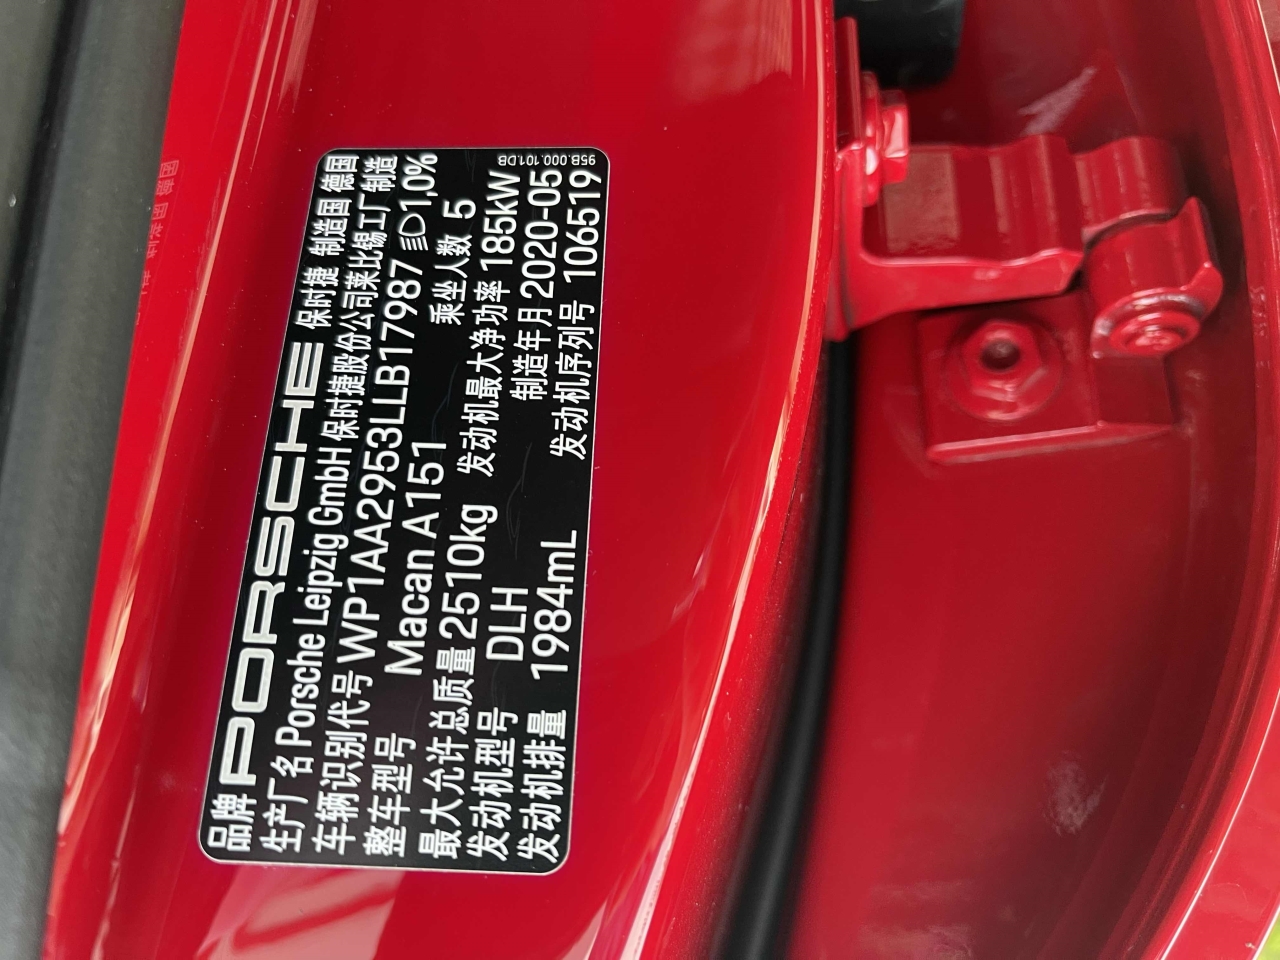 品牌 PORSCHE 保时捷 制造国 德国
生产厂名 Porsche Leipzig GmbH 保时捷股份公司莱比锡工厂制造
车辆识别代号 WP1AA2953LLB17987 1,0%
整车型号 Macan A151 乘坐人数 5
最大允许总质量 2510kg 发动机最大净功率 185kW
发动机型号 DLH 制造年月 2020-05
发动机排量 1984mL 发动机序列号 106519
95B.000.101.DB